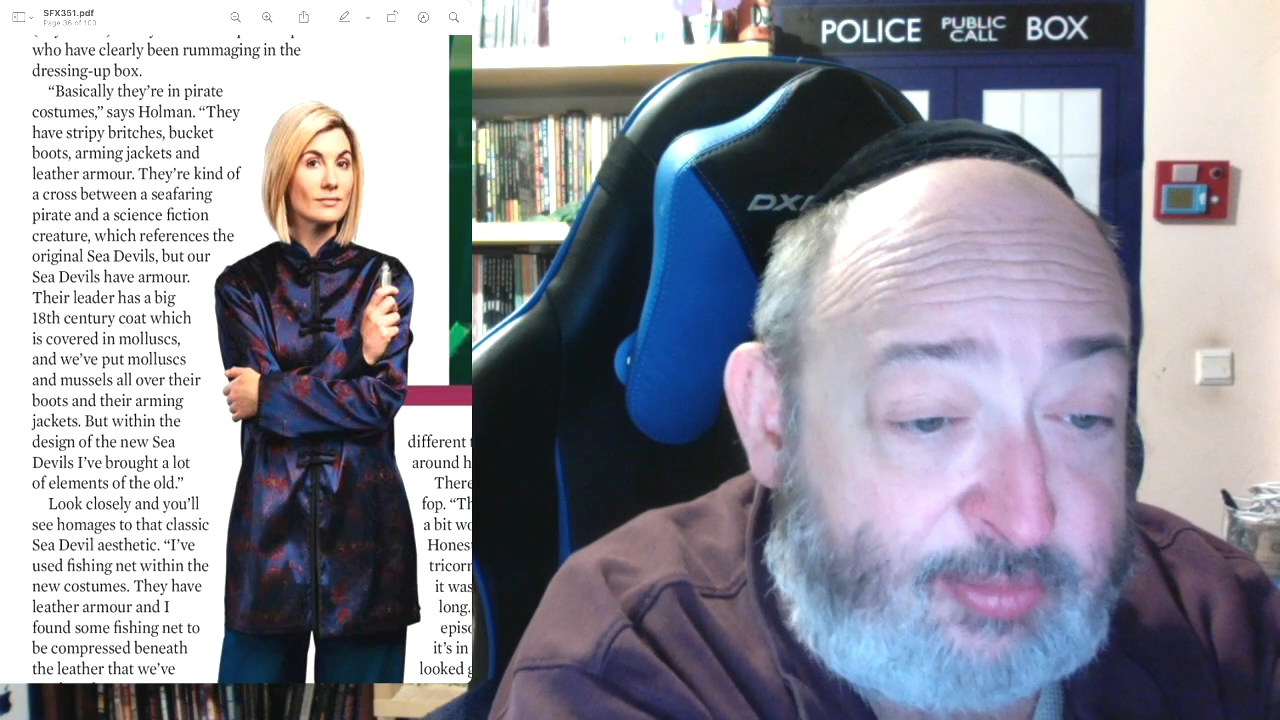 SFX351.pdf
Page 36 of 100
who have clearly been rummaging in the
dressing-up box.
“Basically they’re in pirate
costumes,” says Holman. “They
have stripy britches, bucket
boots, arming jackets and
leather armour. They’re kind of
a cross between a seafaring
pirate and a science fiction
creature, which references the
original Sea Devils, but our
Sea Devils have armour.
Their leader has a big
18th century coat which
is covered in molluscs,
and we’ve put molluscs
and mussels all over their
boots and their arming
jackets. But within the
design of the new Sea
Devils I’ve brought a lot
of elements of the old.”
Look closely and you’ll
see homages to that classic
Sea Devil aesthetic. “I’ve
used fishing net within the
new costumes. They have
leather armour and I
found some fishing net to
be compressed beneath
the leather that we’ve
different
around
There
fop.
a bit
Honest
tricorn
it was
long.
it’s in
looked
POLICE PUBLIC CALL BOX